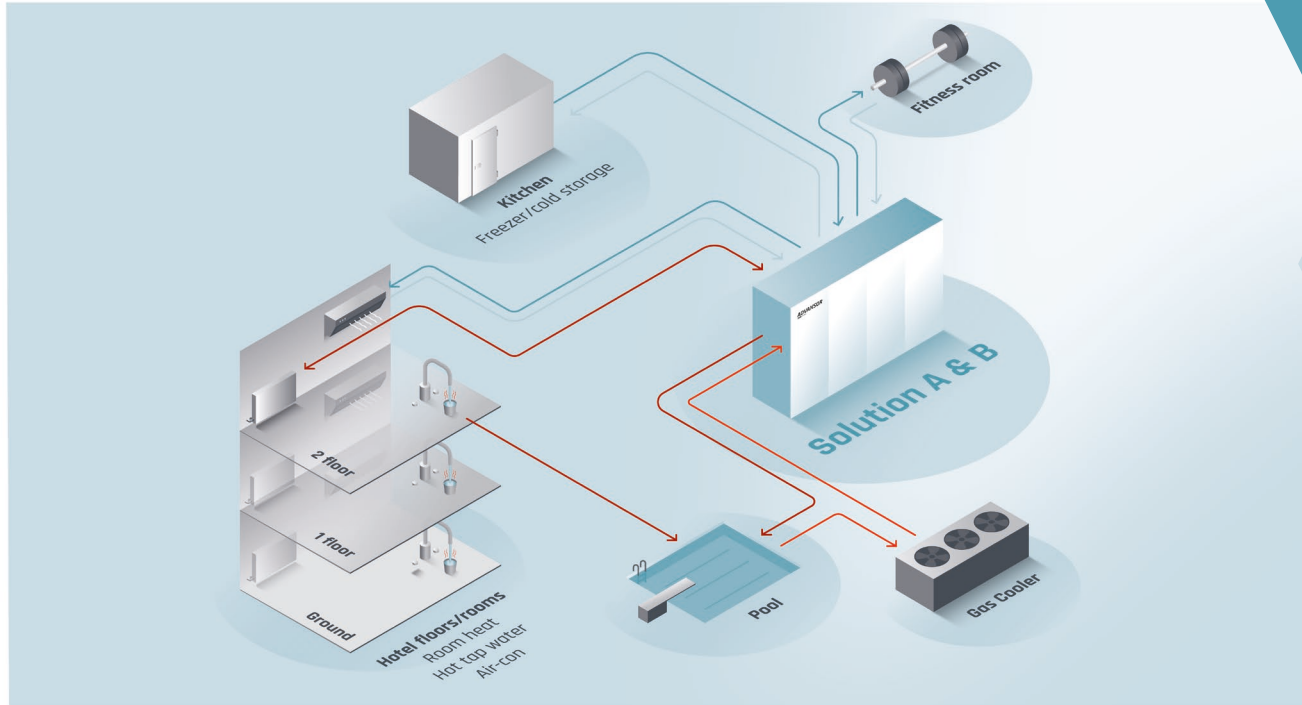 Fitness room
Kitchen
Freezer/cold storage
ADVANSOR
Solution A & B
2 floor
1 floor
Ground
Hotel floors/rooms
Room heat
Hot tap water
Air-con
Pool
Gas Cooler